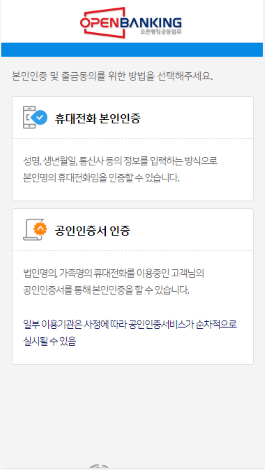 OPENBANKING
오픈뱅킹공동업무
본인인증 및 출금동의를 위한 방법을 선택해주세요.
휴대전화 본인인증
성명, 생년월일, 통신사 등의 정보를 입력하는 방식으로
본인명의 휴대전화임을 인증할 수 있습니다.
공인인증서 인증
법인명의, 가족명의 휴대전화를 이용중인 고객님의
공인인증서를 통해 본인인증을 할 수 있습니다.
일부 이용기관은 사정에 따라 공인인증서비스가 순차적으로
실시될 수 있음